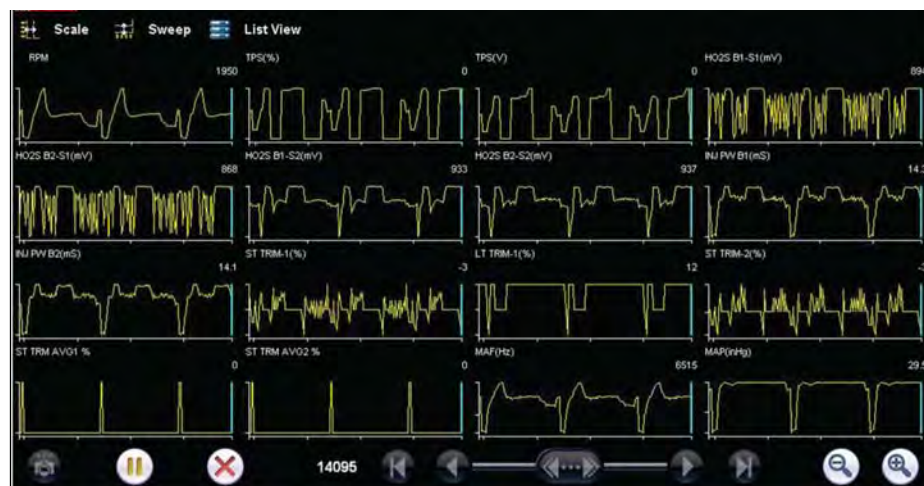 Scale Sweep List View
RPM TPS(%) TPS(V) HO2S B1-S1(mV)
1950 0 0
HO2S B2-S1(mV) HO2S B1-S2(mV) HO2S B2-S2(mV) INJ PW B1(mS)
868 933 937
INJ PW B2(mS) ST TRIM-1(%) LT TRIM-1(%) ST TRIM-2(%)
14.1 -3 12
ST TRM AVG1 % ST TRM AVG2 % MAF(Hz) MAP(inHg)
0 0 6515
14095